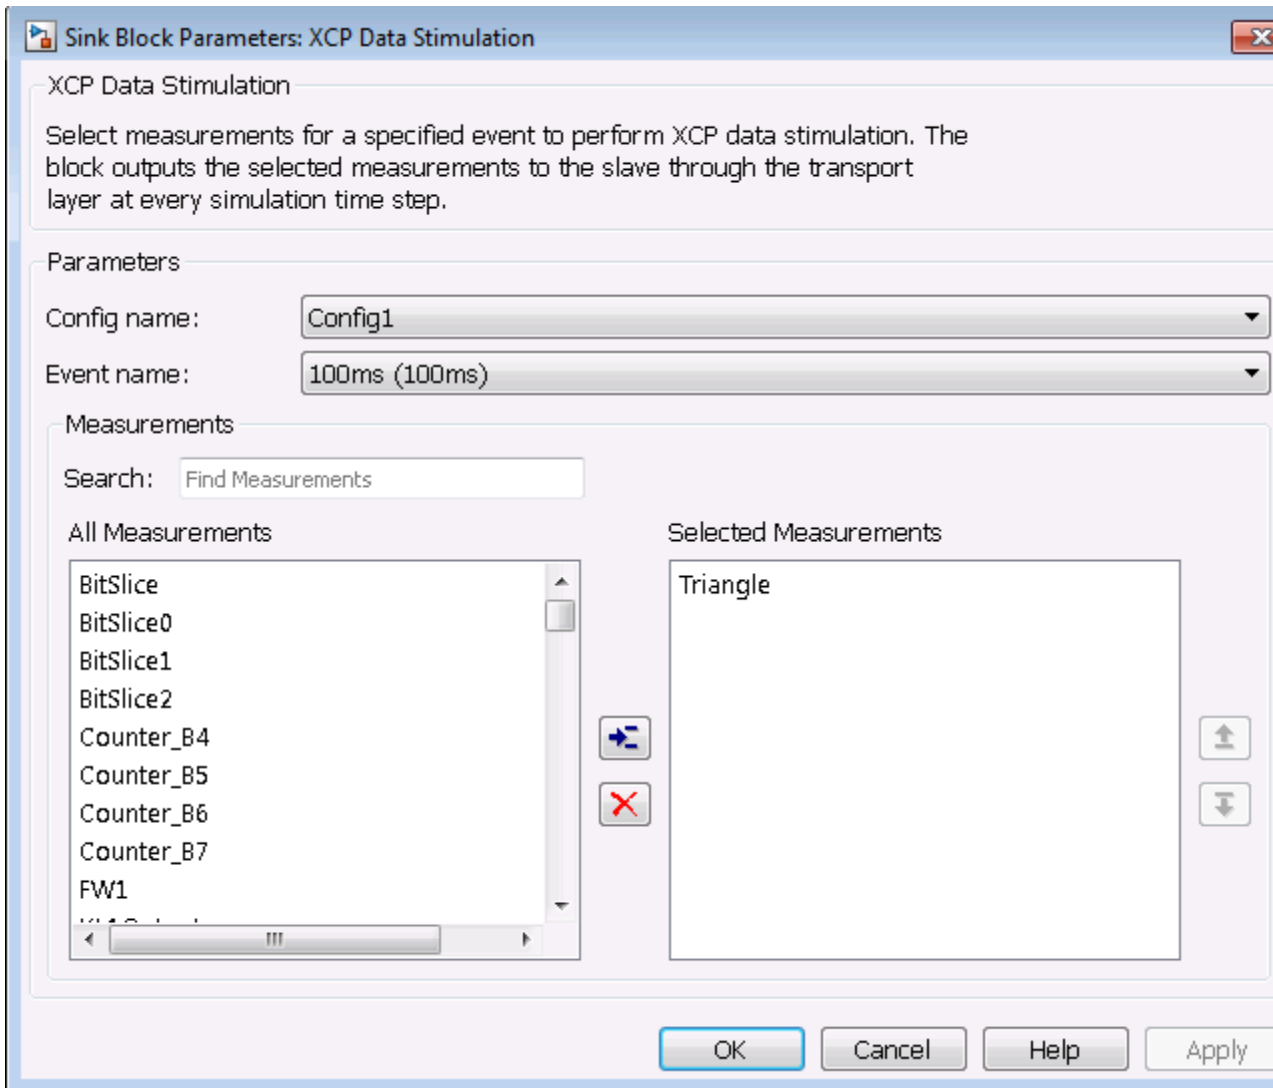 Sink Block Parameters: XCP Data Stimulation
XCP Data Stimulation
Select measurements for a specified event to perform XCP data stimulation. The
block outputs the selected measurements to the slave through the transport
layer at every simulation time step.
Parameters
Config name: Config1
Event name: 100ms (100ms)
Measurements
Search: Find Measurements
All Measurements
BitSlice
BitSlice0
BitSlice1
BitSlice2
Counter_B4
Counter_B5
Counter_B6
Counter_B7
FW1
Selected Measurements
Triangle
OK Cancel Help Apply